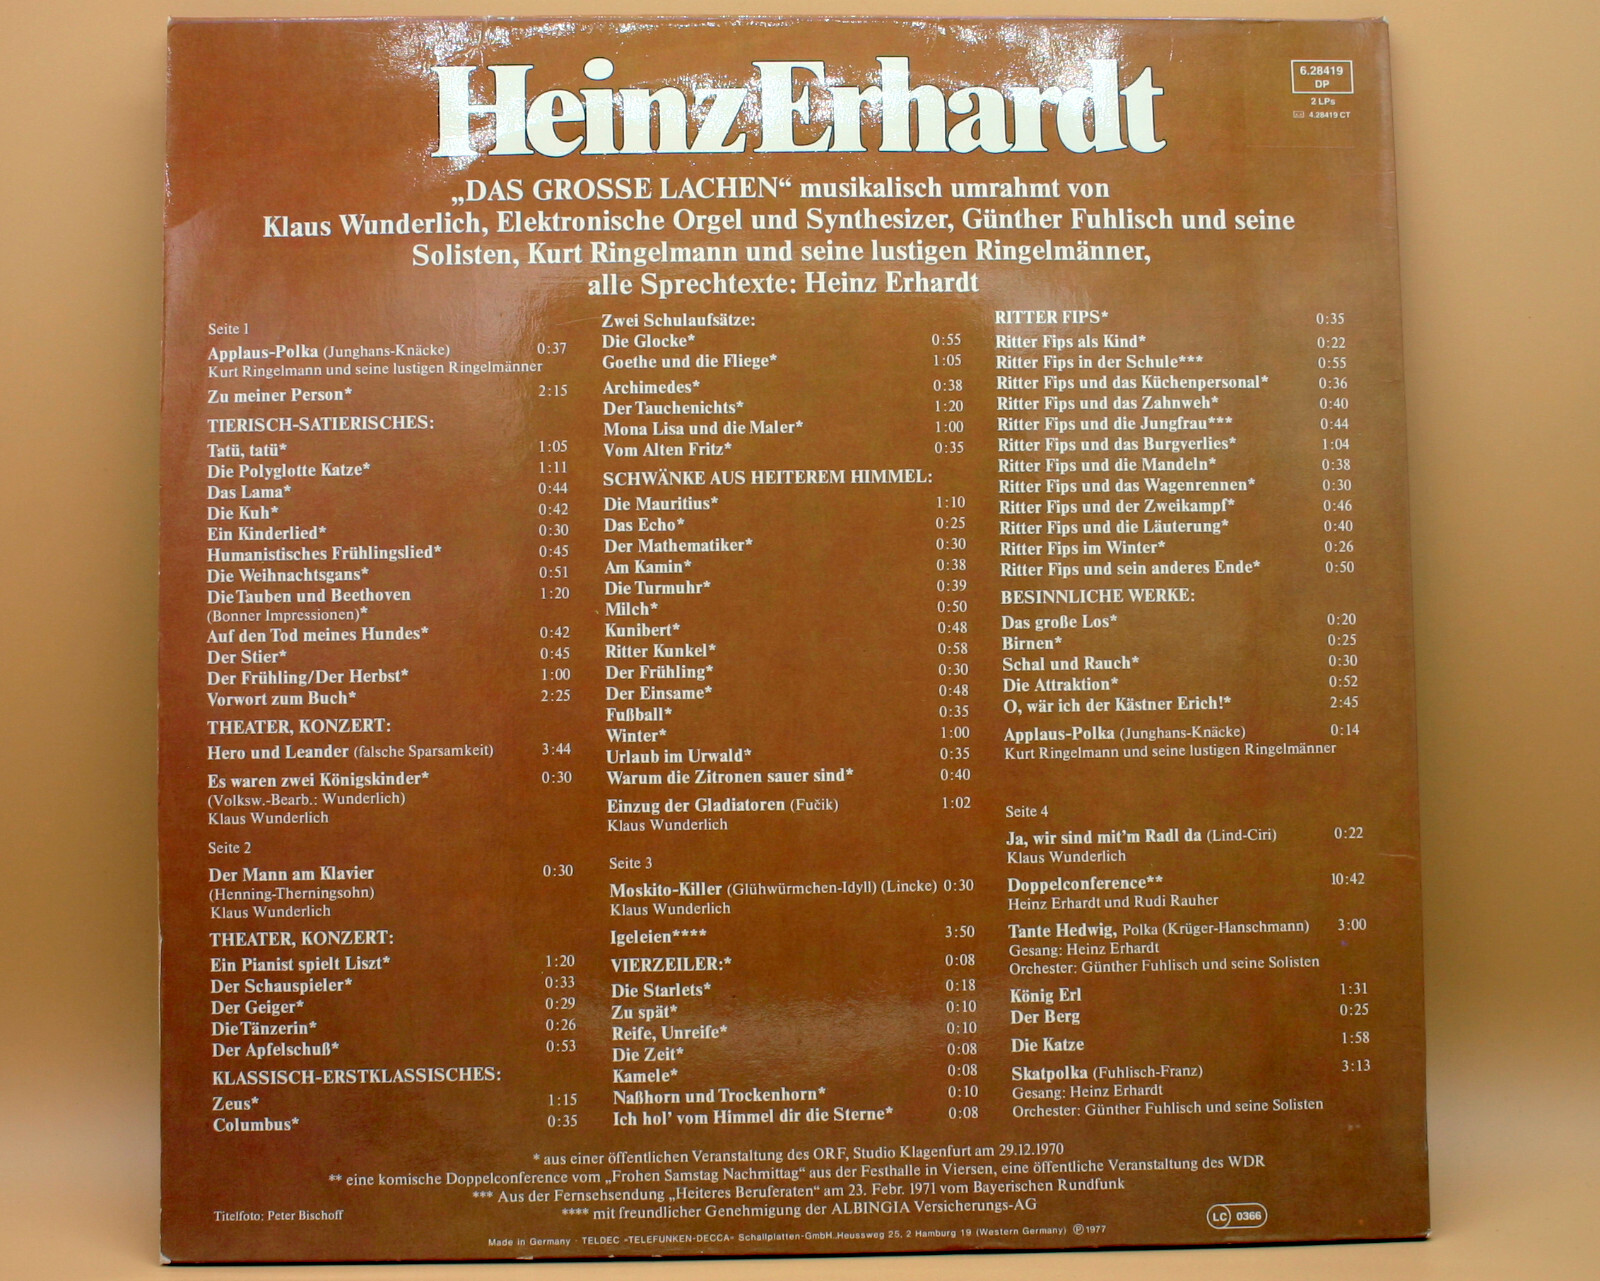 Heinz Erhardt
6.28419
DP
2 LPs
4.28419 CT
„DAS GROSSE LACHEN“ musikalisch umrahmt von
Klaus Wunderlich, Elektronische Orgel und Synthesizer, Günther Fuhlisch und seine
Solisten, Kurt Ringelmann und seine lustigen Ringelmänner,
alle Sprechtexte: Heinz Erhardt
Seite 1
Applaus-Polka (Junghans-Knäcke) 0:37
Kurt Ringelmann und seine lustigen Ringelmänner
Zu meiner Person* 2:15
TIERISCH-SATIERISCHES:
Tatü, tatü* 1:05
Die Polyglotte Katze* 1:11
Das Lama* 0:44
Die Kuh* 0:42
Ein Kinderlied* 0:30
Humanistisches Frühlingslied* 0:45
Die Weihnachtsgans* 0:51
Die Tauben und Beethoven 1:20
(Bonner Impressionen)*
Auf den Tod meines Hundes* 0:42
Der Stier* 0:45
Der Frühling/Der Herbst* 1:00
Vorwort zum Buch* 2:25
THEATER, KONZERT:
Hero und Leander (falsche Sparsamkeit) 3:44
Es waren zwei Königskinder* 0:30
(Volksw.-Bearb.: Wunderlich)
Klaus Wunderlich
Seite 2
Der Mann am Klavier 0:30
(Henning-Therningsohn)
Klaus Wunderlich
THEATER, KONZERT:
Ein Pianist spielt Liszt* 1:20
Der Schauspieler* 0:33
Der Geiger* 0:29
Die Tänzerin* 0:26
Der Apfelschuß* 0:53
KLASSISCH-ERSTKLASSISCHES:
Zeus* 1:15
Columbus* 0:35
Zwei Schulaufsätze:
Die Glocke* 0:55
Goethe und die Fliege* 1:05
Archimedes* 0:38
Der Tauchenichts* 1:20
Mona Lisa und die Maler* 1:00
Vom Alten Fritz* 0:35
SCHWÄNKE AUS HEITEREM HIMMEL:
Die Mauritius* 1:10
Das Echo* 0:25
Der Mathematiker* 0:30
Am Kamin* 0:38
Die Turmuhr* 0:39
Milch* 0:50
Kunibert* 0:48
Ritter Kunkel* 0:58
Der Frühling* 0:30
Der Einsame* 0:48
Fußball* 0:35
Winter* 1:00
Urlaub im Urwald* 0:35
Warum die Zitronen sauer sind* 0:40
Einzug der Gladiatoren (Fučik) 1:02
Klaus Wunderlich
Seite 3
Moskito-Killer (Glühwürmchen-Idyll) (Lincke) 0:30
Klaus Wunderlich
Igeleien**** 3:50
VIERZEILER:* 0:08
Die Starlets* 0:18
Zu spät* 0:10
Reife, Unreife* 0:10
Die Zeit* 0:08
Kamele* 0:08
Naßhorn und Trockenhorn* 0:10
Ich hol' vom Himmel dir die Sterne* 0:08
RITTER FIPS* 0:35
Ritter Fips als Kind* 0:22
Ritter Fips in der Schule*** 0:55
Ritter Fips und das Küchenpersonal* 0:36
Ritter Fips und das Zahnweh* 0:40
Ritter Fips und die Jungfrau*** 0:44
Ritter Fips und das Burgverlies* 1:04
Ritter Fips und die Mandeln* 0:38
Ritter Fips und das Wagenrennen* 0:30
Ritter Fips und der Zweikampf* 0:46
Ritter Fips und die Läuterung* 0:40
Ritter Fips im Winter* 0:26
Ritter Fips und sein anderes Ende* 0:50
BESINNLICHE WERKE:
Das große Los* 0:20
Birnen* 0:25
Schal und Rauch* 0:30
Die Attraktion* 0:52
O, wär ich der Kästner Erich!* 2:45
Applaus-Polka (Junghans-Knäcke) 0:14
Kurt Ringelmann und seine lustigen Ringelmänner
Seite 4
Ja, wir sind mit'm Radl da (Lind-Ciri) 0:22
Klaus Wunderlich
Doppelconference** 10:42
Heinz Erhardt und Rudi Rauher
Tante Hedwig, Polka (Krüger-Hanschmann) 3:00
Gesang: Heinz Erhardt
Orchester: Günther Fuhlisch und seine Solisten
König Erl 1:31
Der Berg 0:25
Die Katze 1:58
Skatpolka (Fuhlisch-Franz) 3:13
Gesang: Heinz Erhardt
Orchester: Günther Fuhlisch und seine Solisten
* aus einer öffentlichen Veranstaltung des ORF, Studio Klagenfurt am 29.12.1970
** eine komische Doppelconference vom „Frohen Samstag Nachmittag“ aus der Festhalle in Viersen, eine öffentliche Veranstaltung des WDR
*** Aus der Fernsehsendung „Heiteres Beruferaten“ am 23. Febr. 1971 vom Bayerischen Rundfunk
**** mit freundlicher Genehmigung der ALBINGIA Versicherungs-AG
Titelfoto: Peter Bischoff
LC 0366
Made in Germany · TELDEC »TELEFUNKEN-DECCA« Schallplatten-GmbH., Heussweg 25, 2 Hamburg 19 (Western Germany) Ⓟ1977